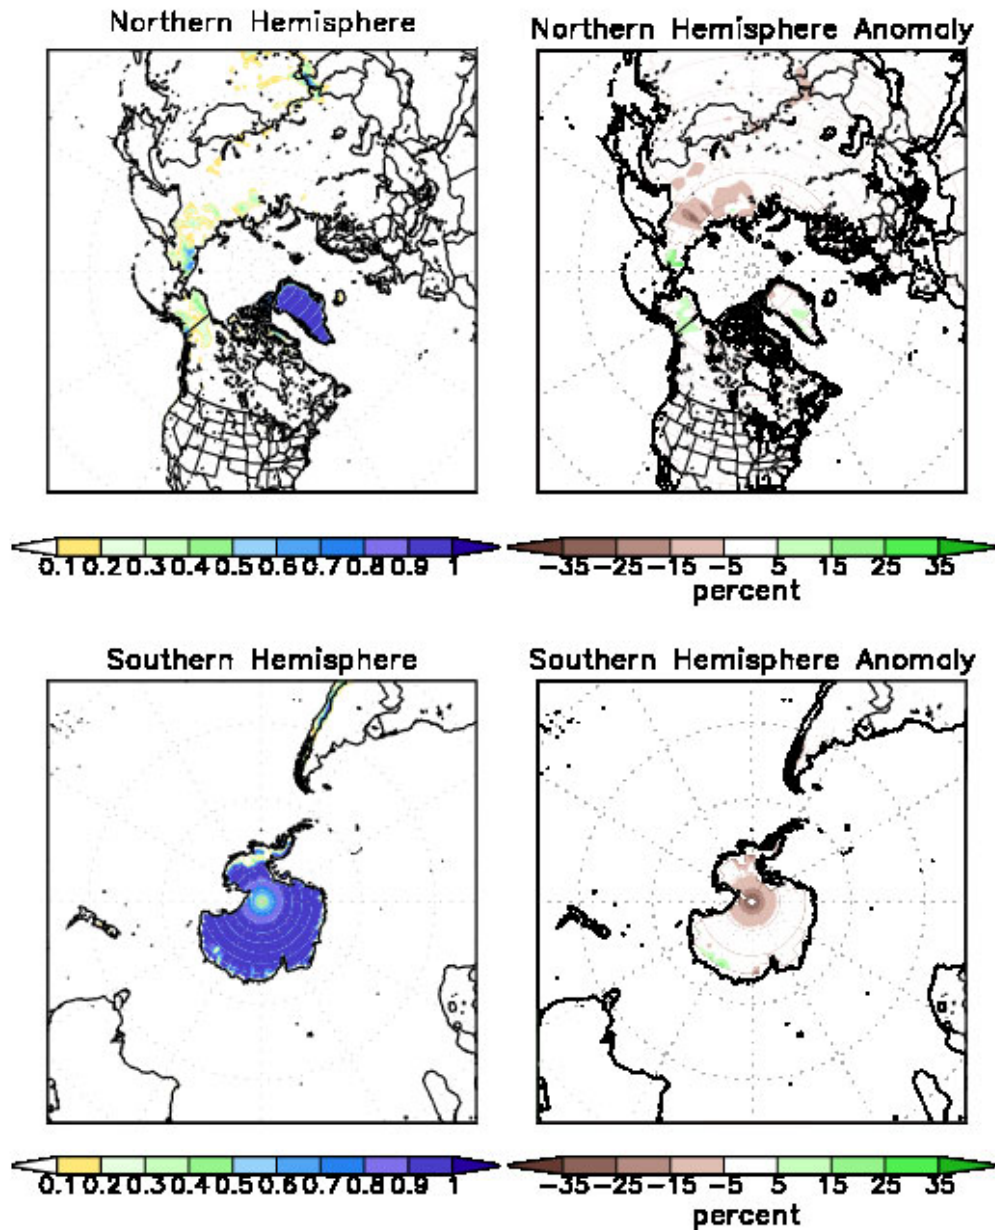 Northern Hemisphere
Northern Hemisphere Anomaly
0.1 0.2 0.3 0.4 0.5 0.6 0.7 0.8 0.9 1
-35 -25 -15 -5 5 15 25 35
percent
Southern Hemisphere
Southern Hemisphere Anomaly
0.1 0.2 0.3 0.4 0.5 0.6 0.7 0.8 0.9 1
-35 -25 -15 -5 5 15 25 35
percent